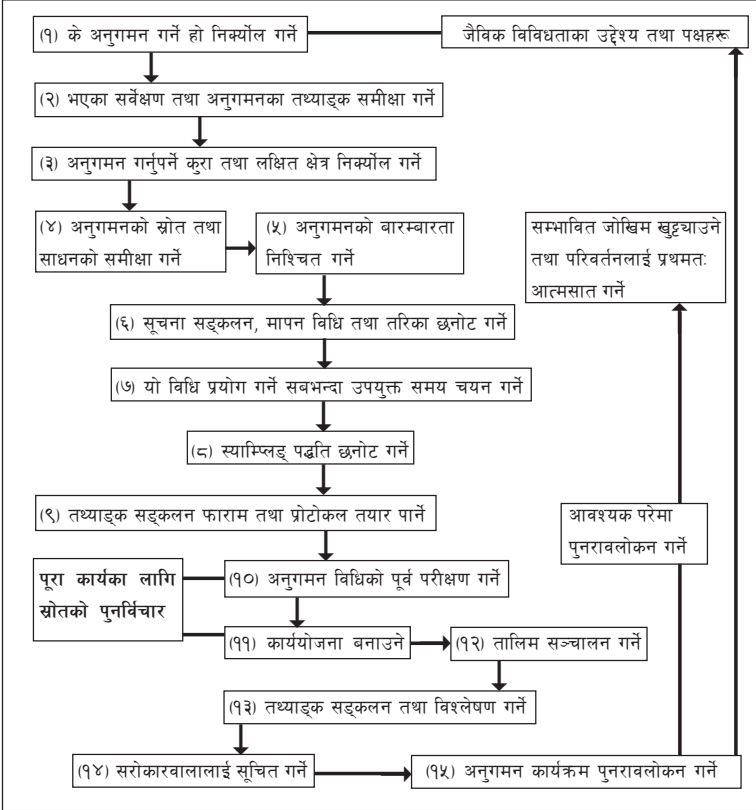 (१) के अनुगमन गर्ने हो निर्क्योल गर्ने
जैविक विविधताका उद्देश्य तथा पक्षहरू
(२) भएका सर्वेक्षण तथा अनुगमनका तथ्याङ्क समीक्षा गर्ने
(३) अनुगमन गर्नुपर्ने कुरा तथा लक्षित क्षेत्र निर्क्योल गर्ने
(४) अनुगमनको स्रोत तथा
साधनको समीक्षा गर्ने
(५) अनुगमनको बारम्बारता
निश्चित गर्ने
सम्भावित जोखिम खुट्ट्याउने
तथा परिवर्तनलाई प्रथमतः
आत्मसात गर्ने
(६) सूचना सङ्कलन, मापन विधि तथा तरिका छनोट गर्ने
(७) यो विधि प्रयोग गर्ने सबभन्दा उपयुक्त समय चयन गर्ने
(८) स्याम्प्लिङ् पद्धति छनोट गर्ने
(९) तथ्याङ्क सङ्कलन फाराम तथा प्रोटोकल तयार पार्ने
आवश्यक परेमा
पुनरावलोकन गर्ने
पूरा कार्यका लागि
स्रोतको पुनर्विचार
(१०) अनुगमन विधिको पूर्व परीक्षण गर्ने
(११) कार्ययोजना बनाउने
(१२) तालिम सञ्चालन गर्ने
(१३) तथ्याङ्क सङ्कलन तथा विश्लेषण गर्ने
(१४) सरोकारवालालाई सूचित गर्ने
(१५) अनुगमन कार्यक्रम पुनरावलोकन गर्ने